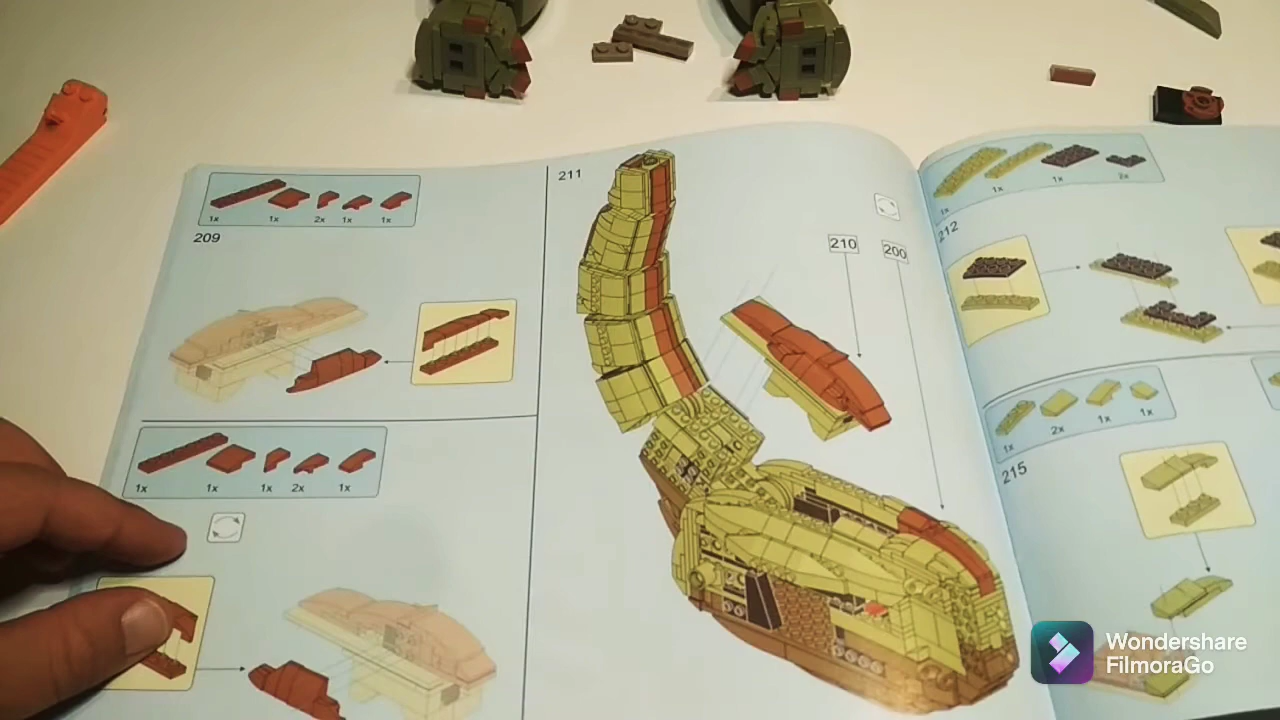 1x 1x 2x 1x 1x
209
1x 1x 1x 2x 1x
211
210 200
1x 1x 1x 2x
212
1x 2x 1x 1x
215
Wondershare
FilmoraGo